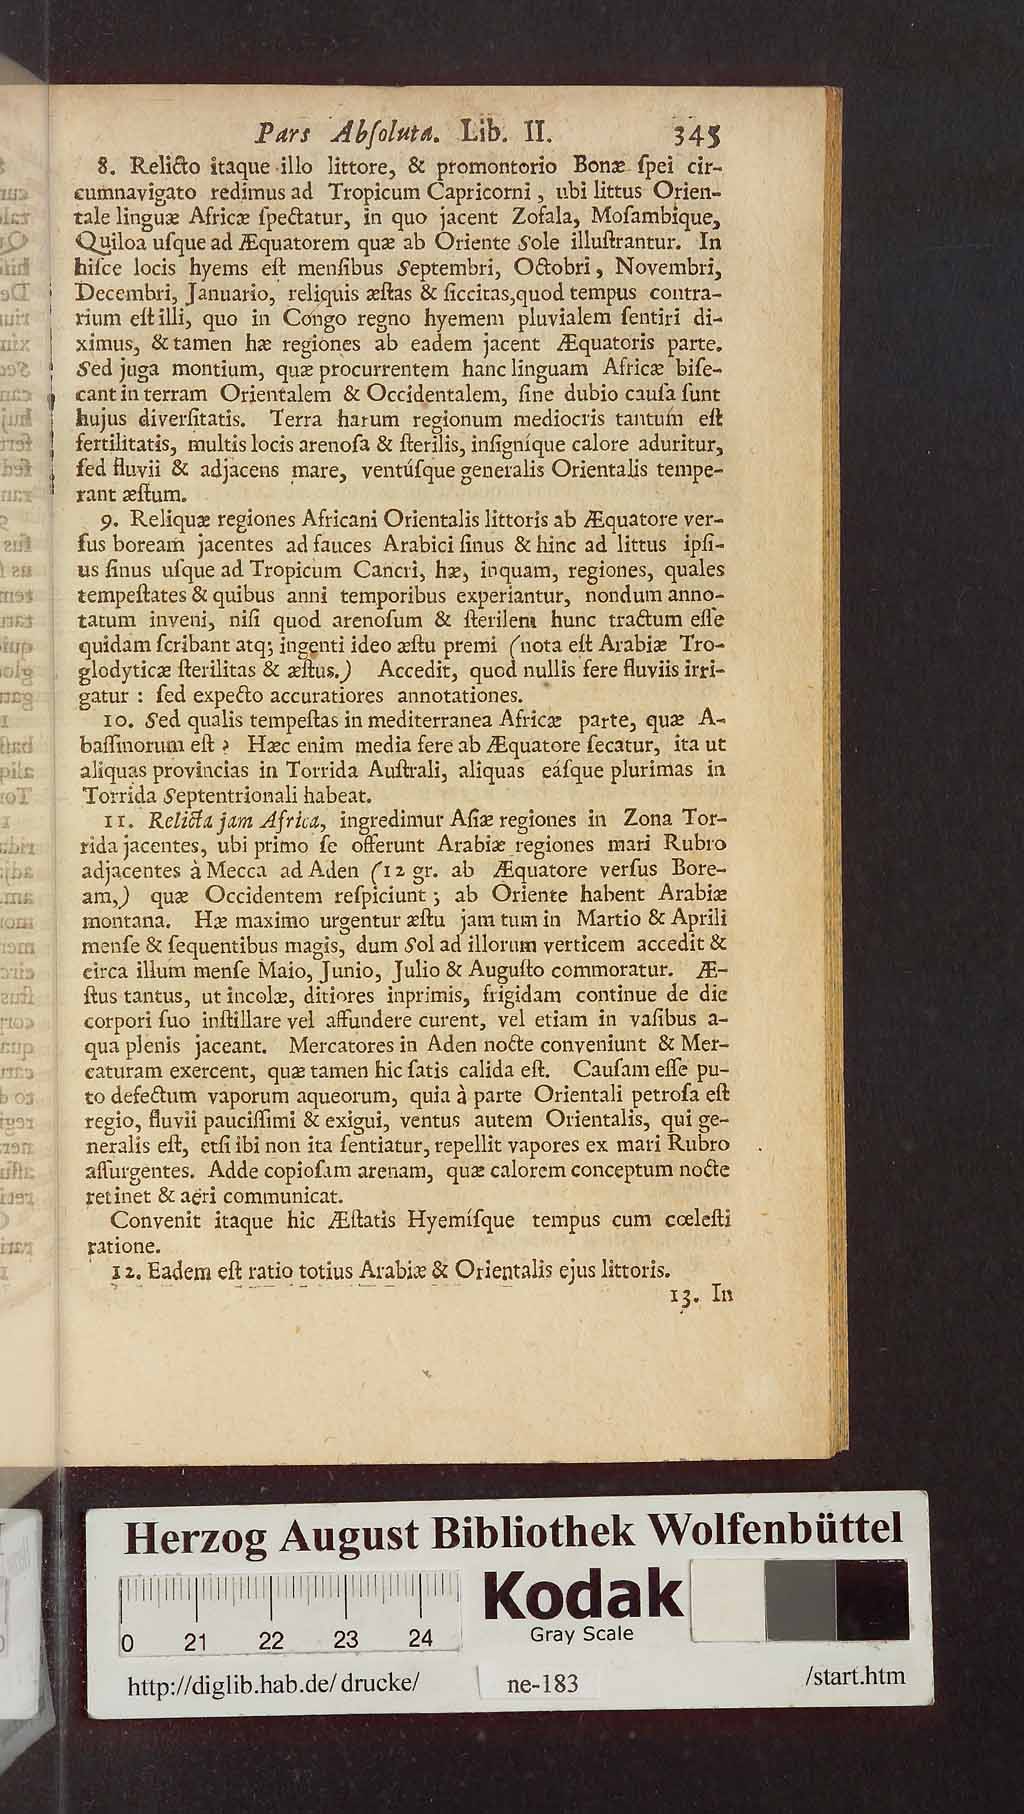 Pars Abſoluta. Lib. II. 345
8. Relicto itaque illo littore, & promontorio Bonæ ſpei cir-
cumnavigato redimus ad Tropicum Capricorni, ubi littus Orien-
tale linguæ Africæ ſpectatur, in quo jacent Zofala, Moſambique,
Quiloa uſque ad Æquatorem quæ ab Oriente Sole illuſtrantur. In
hiſce locis hyems eſt menſibus Septembri, Octobri, Novembri,
Decembri, Januario, reliquis æſtas & ſiccitas, quod tempus contra-
rium eſt illi, quo in Congo regno hyemem pluvialem ſentiri di-
ximus, & tamen hæ regiones ab eadem jacent Æquatoris parte.
Sed juga montium, quæ procurrentem hanc linguam Africæ biſe-
cant in terram Orientalem & Occidentalem, ſine dubio cauſa ſunt
hujus diverſitatis. Terra harum regionum mediocris tantum eſt
fertilitatis, multis locis arenoſa & ſterilis, inſigníque calore aduritur,
ſed fluvii & adjacens mare, ventúſque generalis Orientalis tempe-
rant æſtum.
9. Reliquæ regiones Africani Orientalis littoris ab Æquatore ver-
ſus boream jacentes ad fauces Arabici ſinus & hinc ad littus ipſi-
us ſinus uſque ad Tropicum Cancri, hæ, inquam, regiones, quales
tempeſtates & quibus anni temporibus experiantur, nondum anno-
tatum inveni, niſi quod arenoſum & ſterilem hunc tractum eſſe
quidam ſcribant atq; ingenti ideo æſtu premi (nota eſt Arabiæ Tro-
glodyticæ ſterilitas & æſtus.) Accedit, quod nullis fere fluviis irri-
gatur : ſed expecto accuratiores annotationes.
10. Sed qualis tempeſtas in mediterranea Africæ parte, quæ A-
baſſinorum eſt ? Hæc enim media fere ab Æquatore ſecatur, ita ut
aliquas provincias in Torrida Auſtrali, aliquas eáſque plurimas in
Torrida Septentrionali habeat.
11. Relicta jam Africa, ingredimur Aſiæ regiones in Zona Tor-
rida jacentes, ubi primo ſe offerunt Arabiæ regiones mari Rubro
adjacentes à Mecca ad Aden (12 gr. ab Æquatore verſus Bore-
am,) quæ Occidentem reſpiciunt ; ab Oriente habent Arabiæ
montana. Hæ maximo urgentur æſtu jam tum in Martio & Aprili
menſe & ſequentibus magis, dum Sol ad illorum verticem accedit &
circa illum menſe Maio, Junio, Julio & Auguſto commoratur. Æ-
ſtus tantus, ut incolæ, ditiores inprimis, frigidam continue de die
corpori ſuo inſtillare vel affundere curent, vel etiam in vaſibus a-
qua plenis jaceant. Mercatores in Aden nocte conveniunt & Mer-
caturam exercent, quæ tamen hic ſatis calida eſt. Cauſam eſſe pu-
to defectum vaporum aqueorum, quia à parte Orientali petroſa eſt
regio, fluvii pauciſſimi & exigui, ventus autem Orientalis, qui ge-
neralis eſt, etſi ibi non ita ſentiatur, repellit vapores ex mari Rubro
aſſurgentes. Adde copioſam arenam, quæ calorem conceptum nocte
retinet & aëri communicat.
Convenit itaque hic Æſtatis Hyemíſque tempus cum cœleſti
ratione.
12. Eadem eſt ratio totius Arabiæ & Orientalis ejus littoris.
13. In
Herzog August Bibliothek Wolfenbüttel
Kodak
Gray Scale
0 21 22 23 24
http://diglib.hab.de/drucke/ ne-183 /start.htm